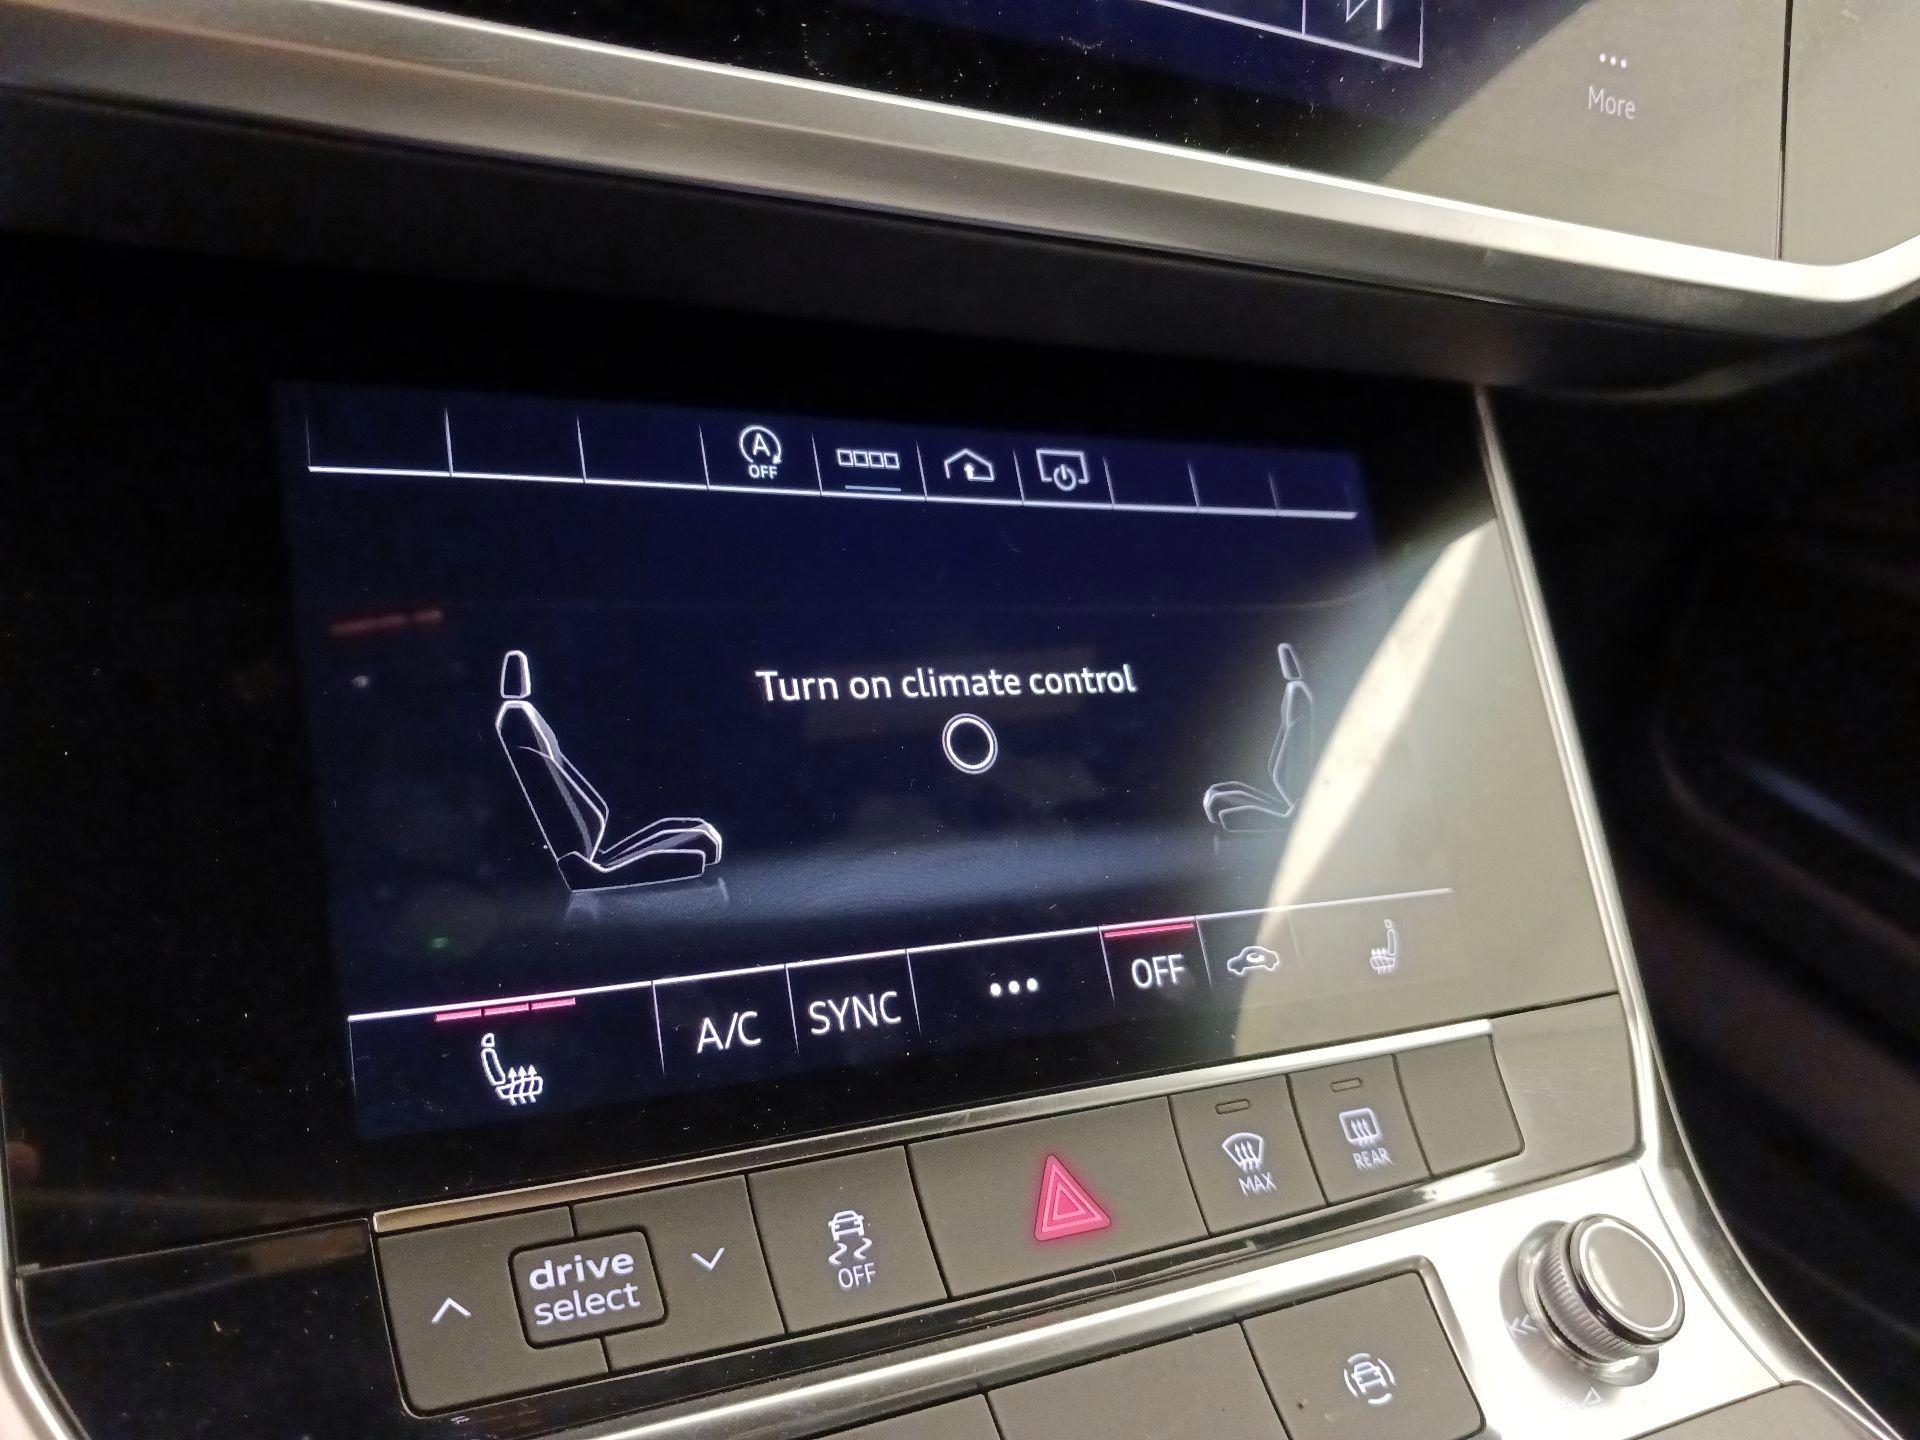 More
A
OFF
Turn on climate control
A/C
SYNC
OFF
drive
select
OFF
MAX
REAR